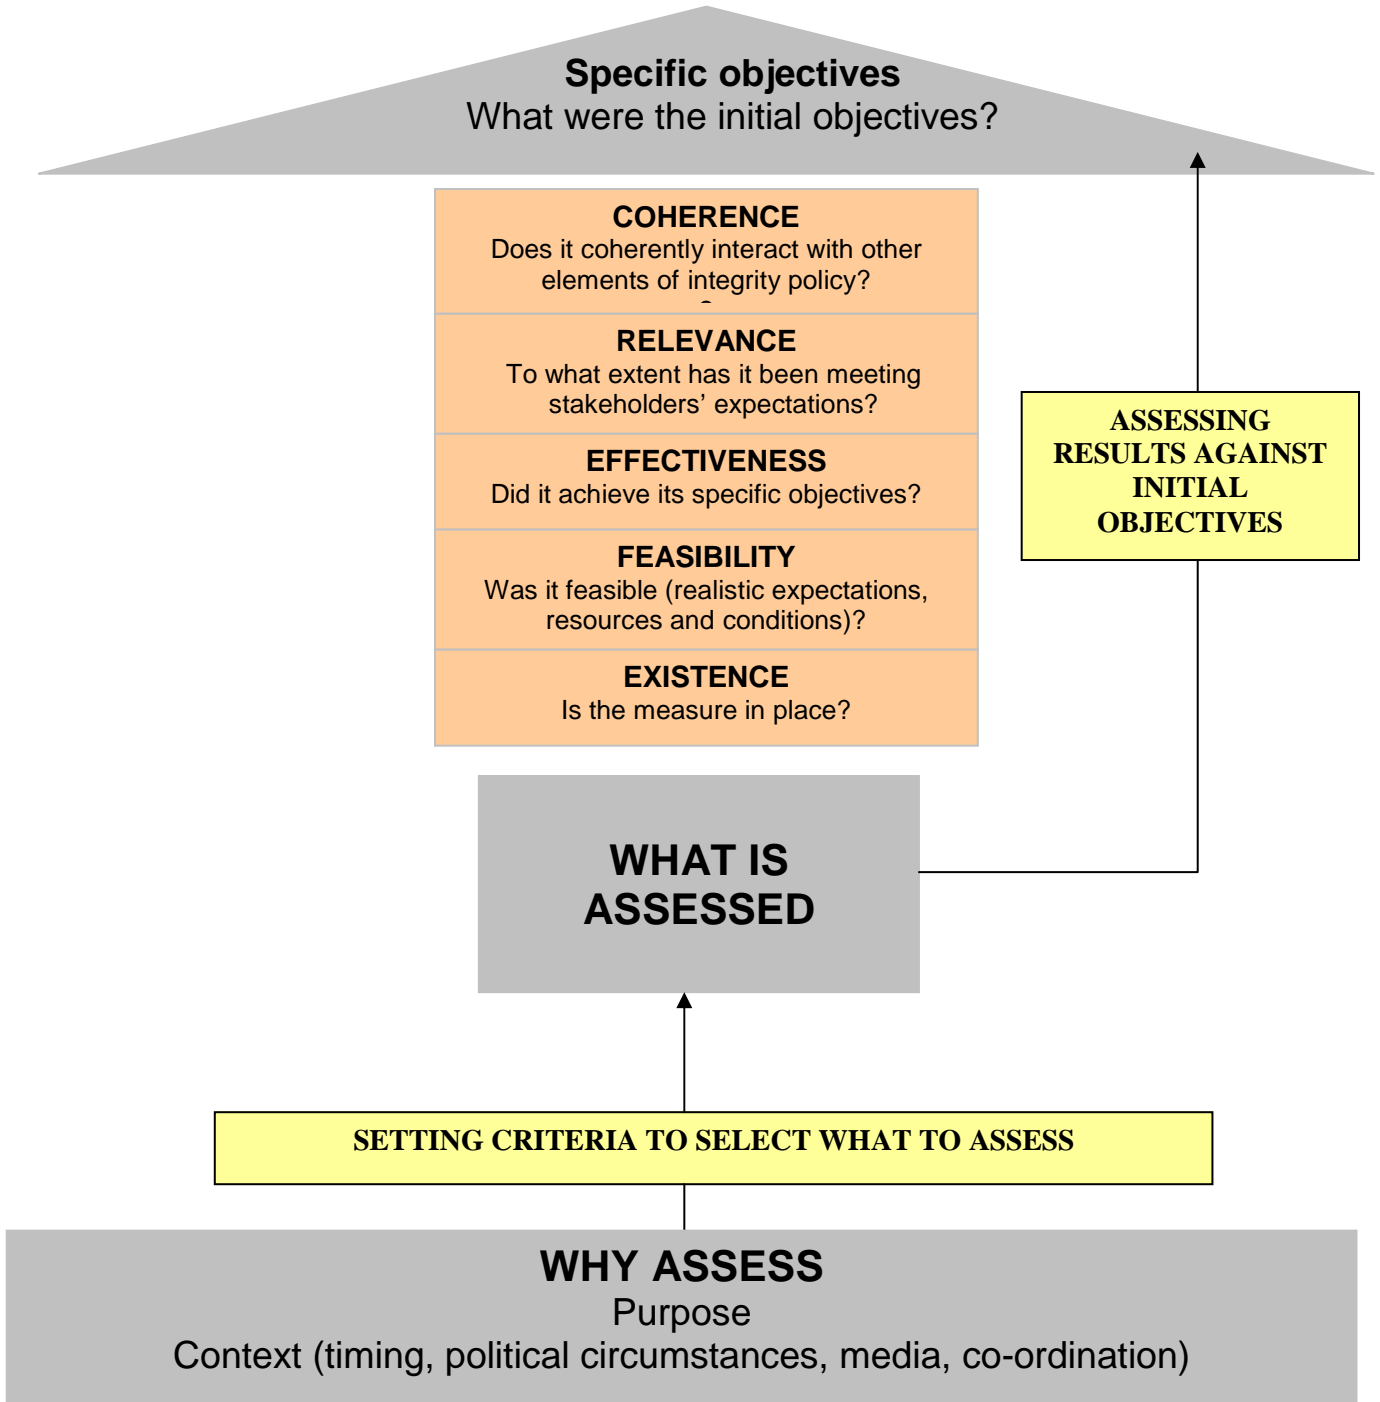 Specific objectives
What were the initial objectives?
COHERENCE
Does it coherently interact with other
elements of integrity policy?
RELEVANCE
To what extent has it been meeting
stakeholders’ expectations?
EFFECTIVENESS
Did it achieve its specific objectives?
FEASIBILITY
Was it feasible (realistic expectations,
resources and conditions)?
EXISTENCE
Is the measure in place?
ASSESSING
RESULTS AGAINST
INITIAL
OBJECTIVES
WHAT IS
ASSESSED
SETTING CRITERIA TO SELECT WHAT TO ASSESS
WHY ASSESS
Purpose
Context (timing, political circumstances, media, co-ordination)